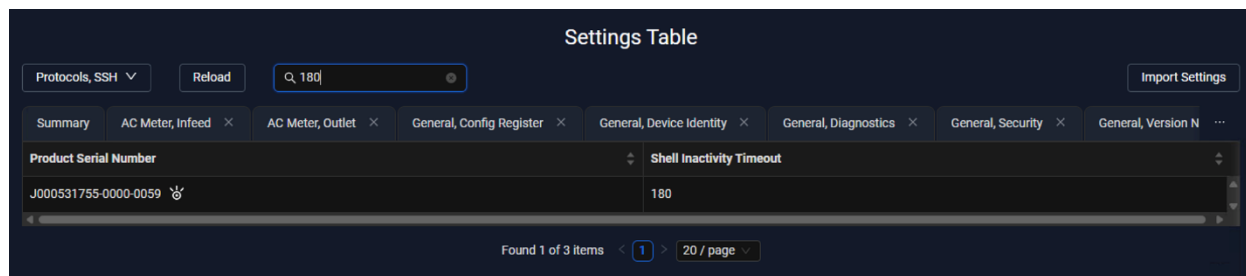 Settings Table
Protocols, SSH Reload 180 Import Settings
Summary AC Meter, Infeed AC Meter, Outlet General, Config Register General, Device Identity General, Diagnostics General, Security General, Version N ...
Product Serial Number Shell Inactivity Timeout
J000531755-0000-0059 180
Found 1 of 3 items < 1 > 20 / page